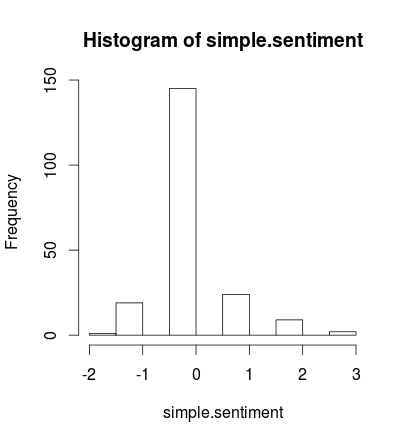 Histogram of simple.sentiment
Frequency
150
100
50
0
-2 -1 0 1 2 3
simple.sentiment